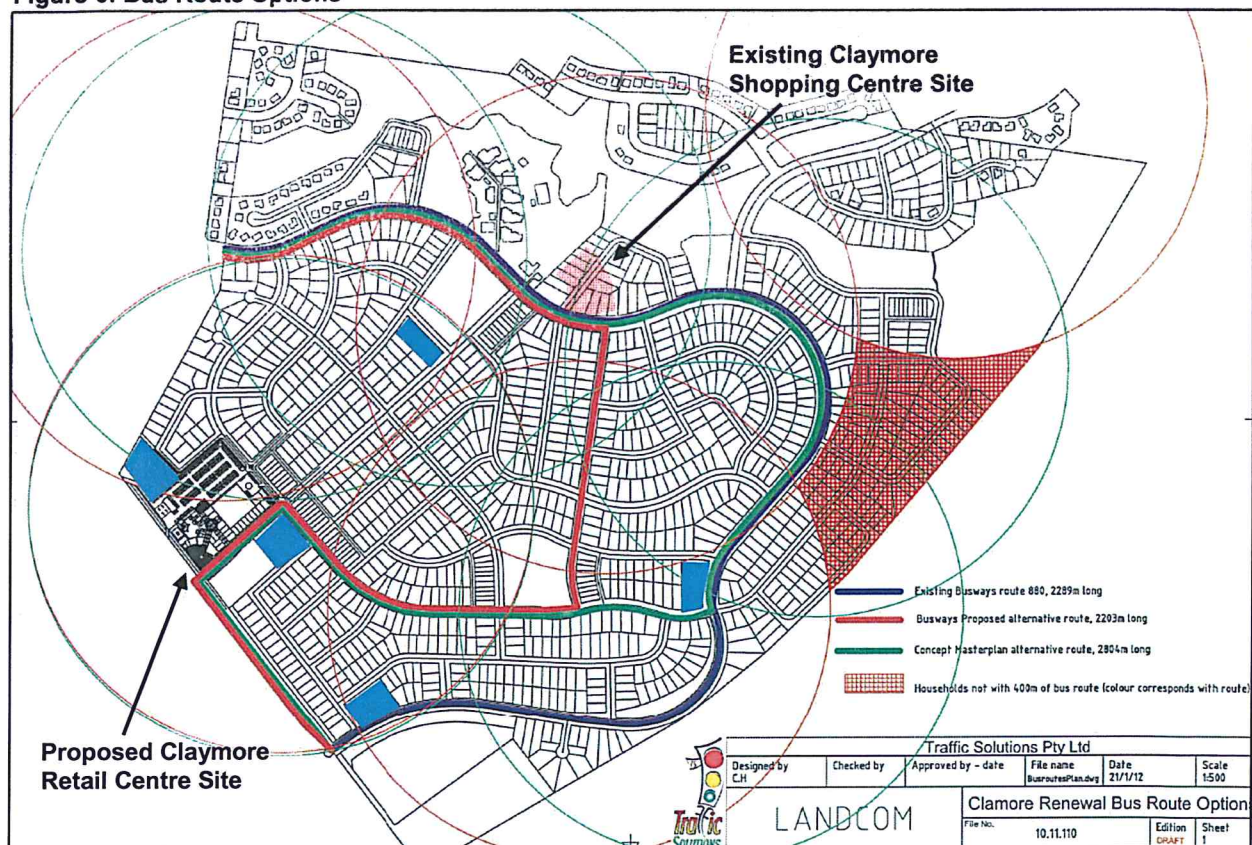 Figure 6: Bus Route Options
Existing Claymore
Shopping Centre Site
Existing Busways route 880, 2289m long
Busways Proposed alternative route, 2203m long
Concept Masterplan alternative route, 2804m long
Households not with 400m of bus route (colour corresponds with route)
Proposed Claymore
Retail Centre Site
Traffic Solutions Pty Ltd
Designed by
C.H
Checked by
Approved by - date
File name
BusroutesPlan.dwg
Date
21/1/12
Scale
1:500
Traffic
Solutions
LANDCOM
Clamore Renewal Bus Route Option
File No.
10.11.110
Edition
DRAFT
Sheet
1